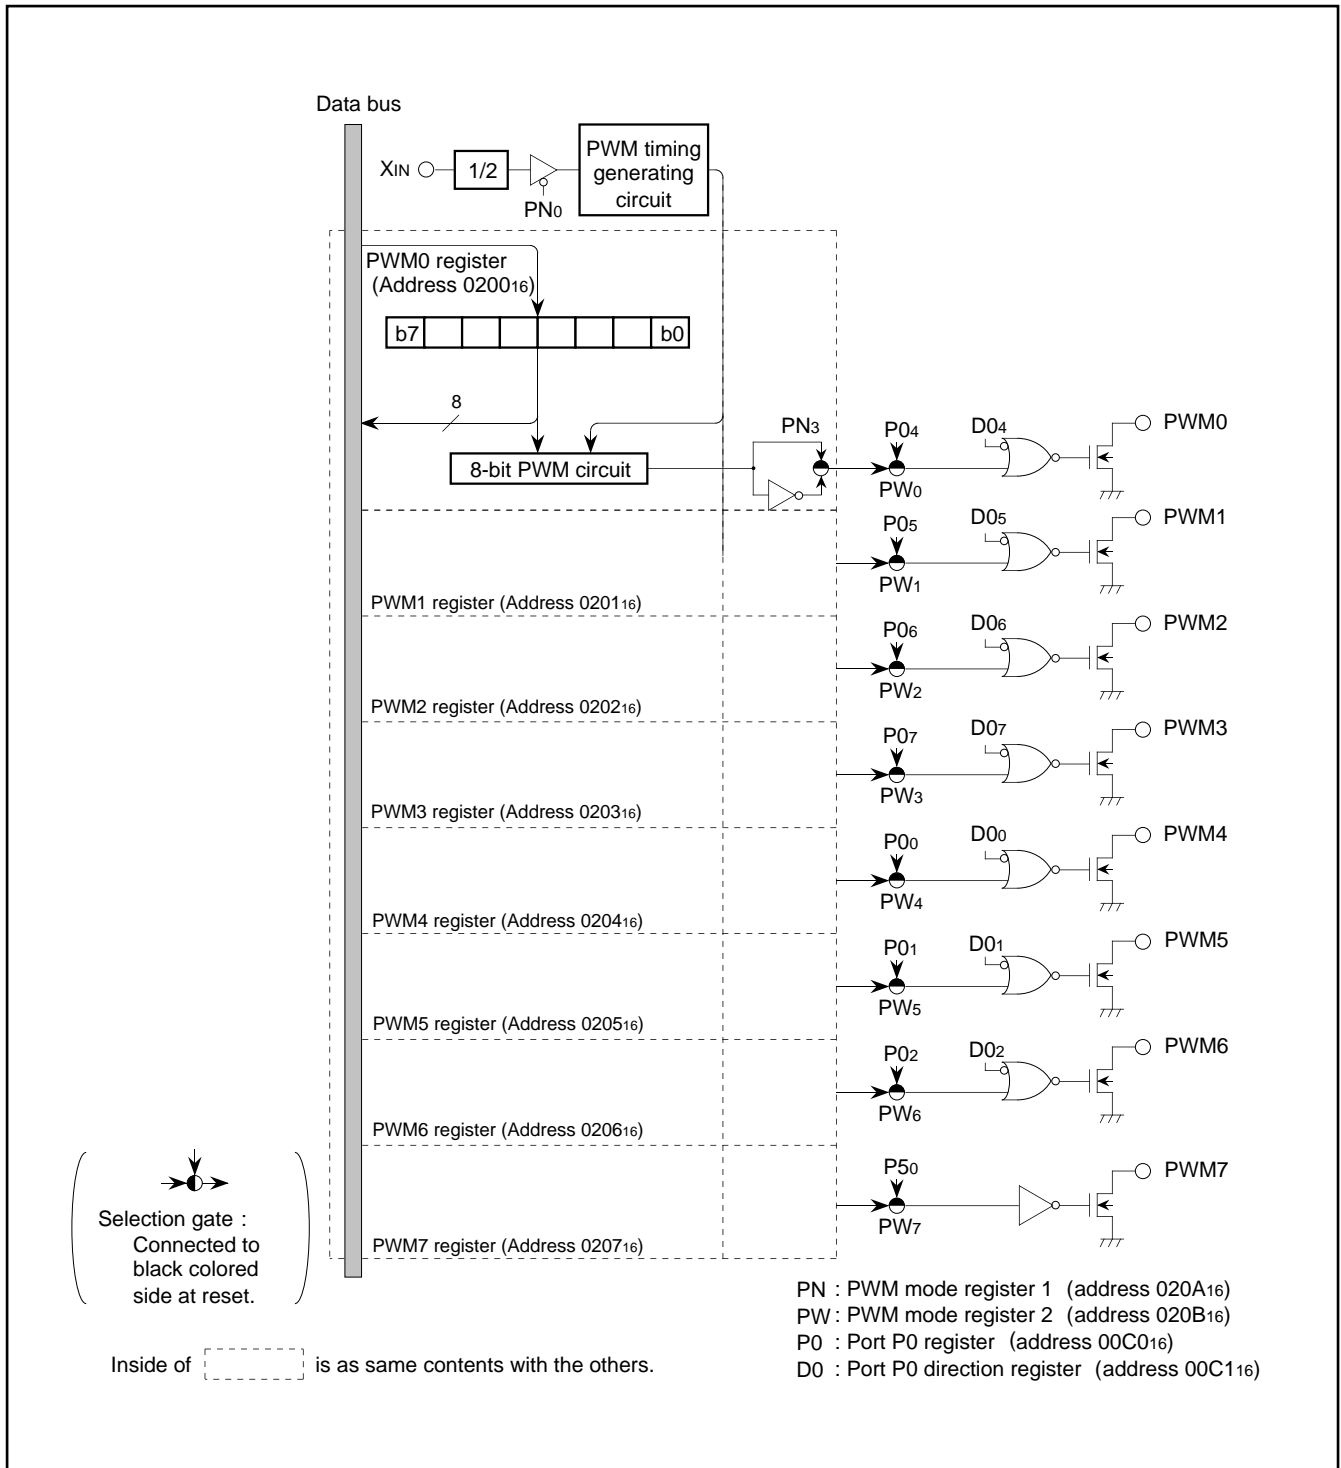 Data bus
XIN
1/2
PN0
PWM timing
generating
circuit
PWM0 register
(Address 020016)
b7
b0
8
8-bit PWM circuit
PN3
P04
PW0
D04
PWM0
P05
PW1
D05
PWM1
PWM1 register (Address 020116)
P06
PW2
D06
PWM2
PWM2 register (Address 020216)
P07
PW3
D07
PWM3
PWM3 register (Address 020316)
P00
PW4
D00
PWM4
PWM4 register (Address 020416)
P01
PW5
D01
PWM5
PWM5 register (Address 020516)
P02
PW6
D02
PWM6
PWM6 register (Address 020616)
P50
PW7
PWM7
PWM7 register (Address 020716)
Selection gate :
Connected to
black colored
side at reset.
PN : PWM mode register 1 (address 020A16)
PW : PWM mode register 2 (address 020B16)
P0 : Port P0 register (address 00C016)
D0 : Port P0 direction register (address 00C116)
Inside of is as same contents with the others.